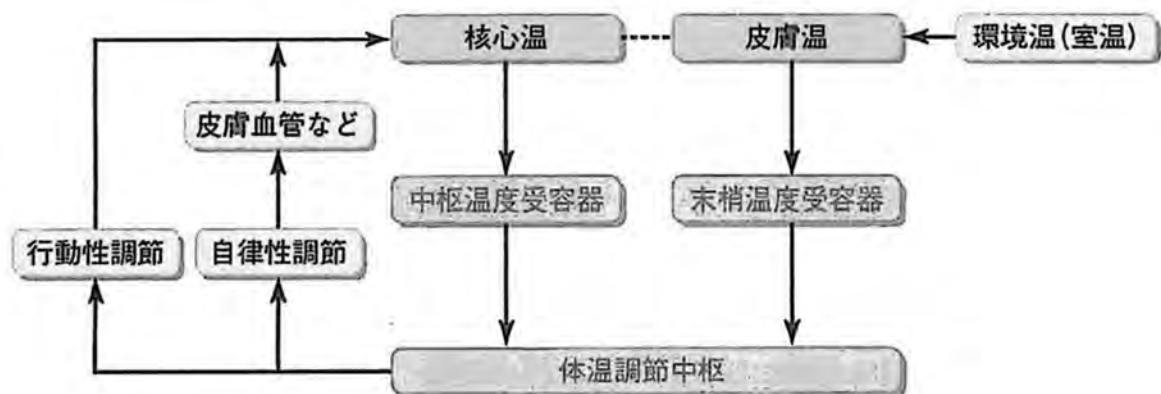 核心温
皮膚温
環境温(室温)
皮膚血管など
中枢温度受容器
末梢温度受容器
行動性調節
自律性調節
体温調節中枢